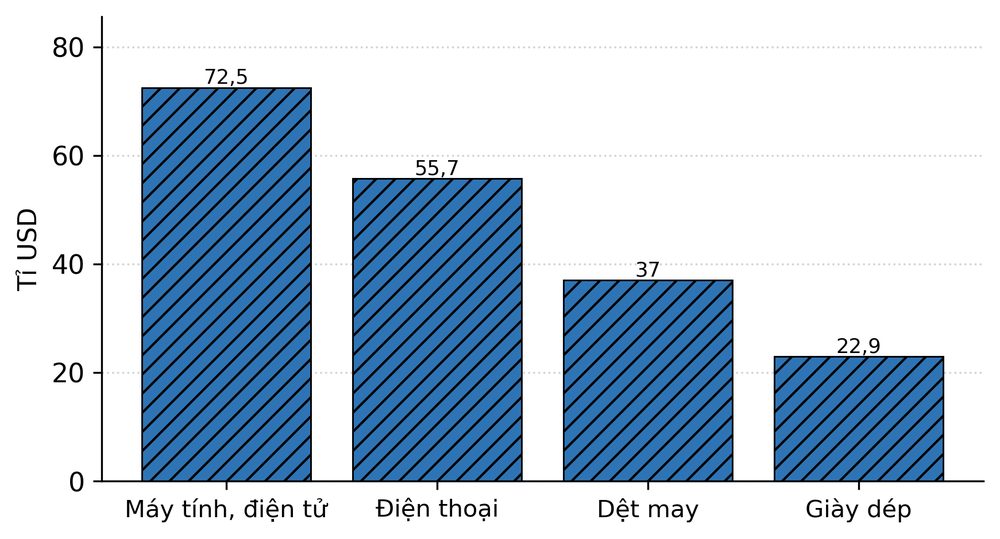 Tỉ USD
80
60
40
20
0
72,5
55,7
37
22,9
Máy tính, điện tử
Điện thoại
Dệt may
Giày dép